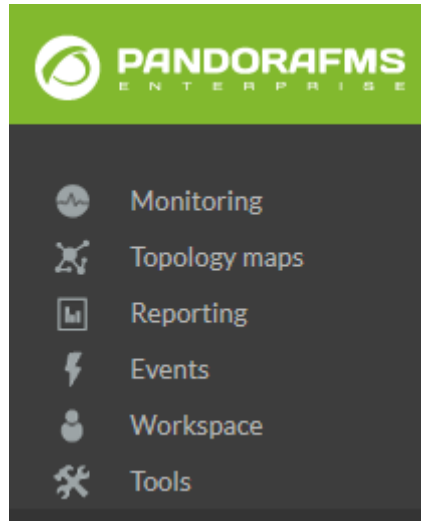 PANDORAFMS
ENTERPRISE
Monitoring
Topology maps
Reporting
Events
Workspace
Tools